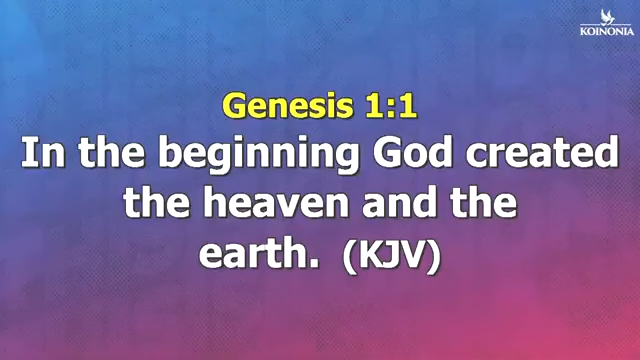 KOINONIA
Genesis 1:1
In the beginning God created
the heaven and the
earth. (KJV)